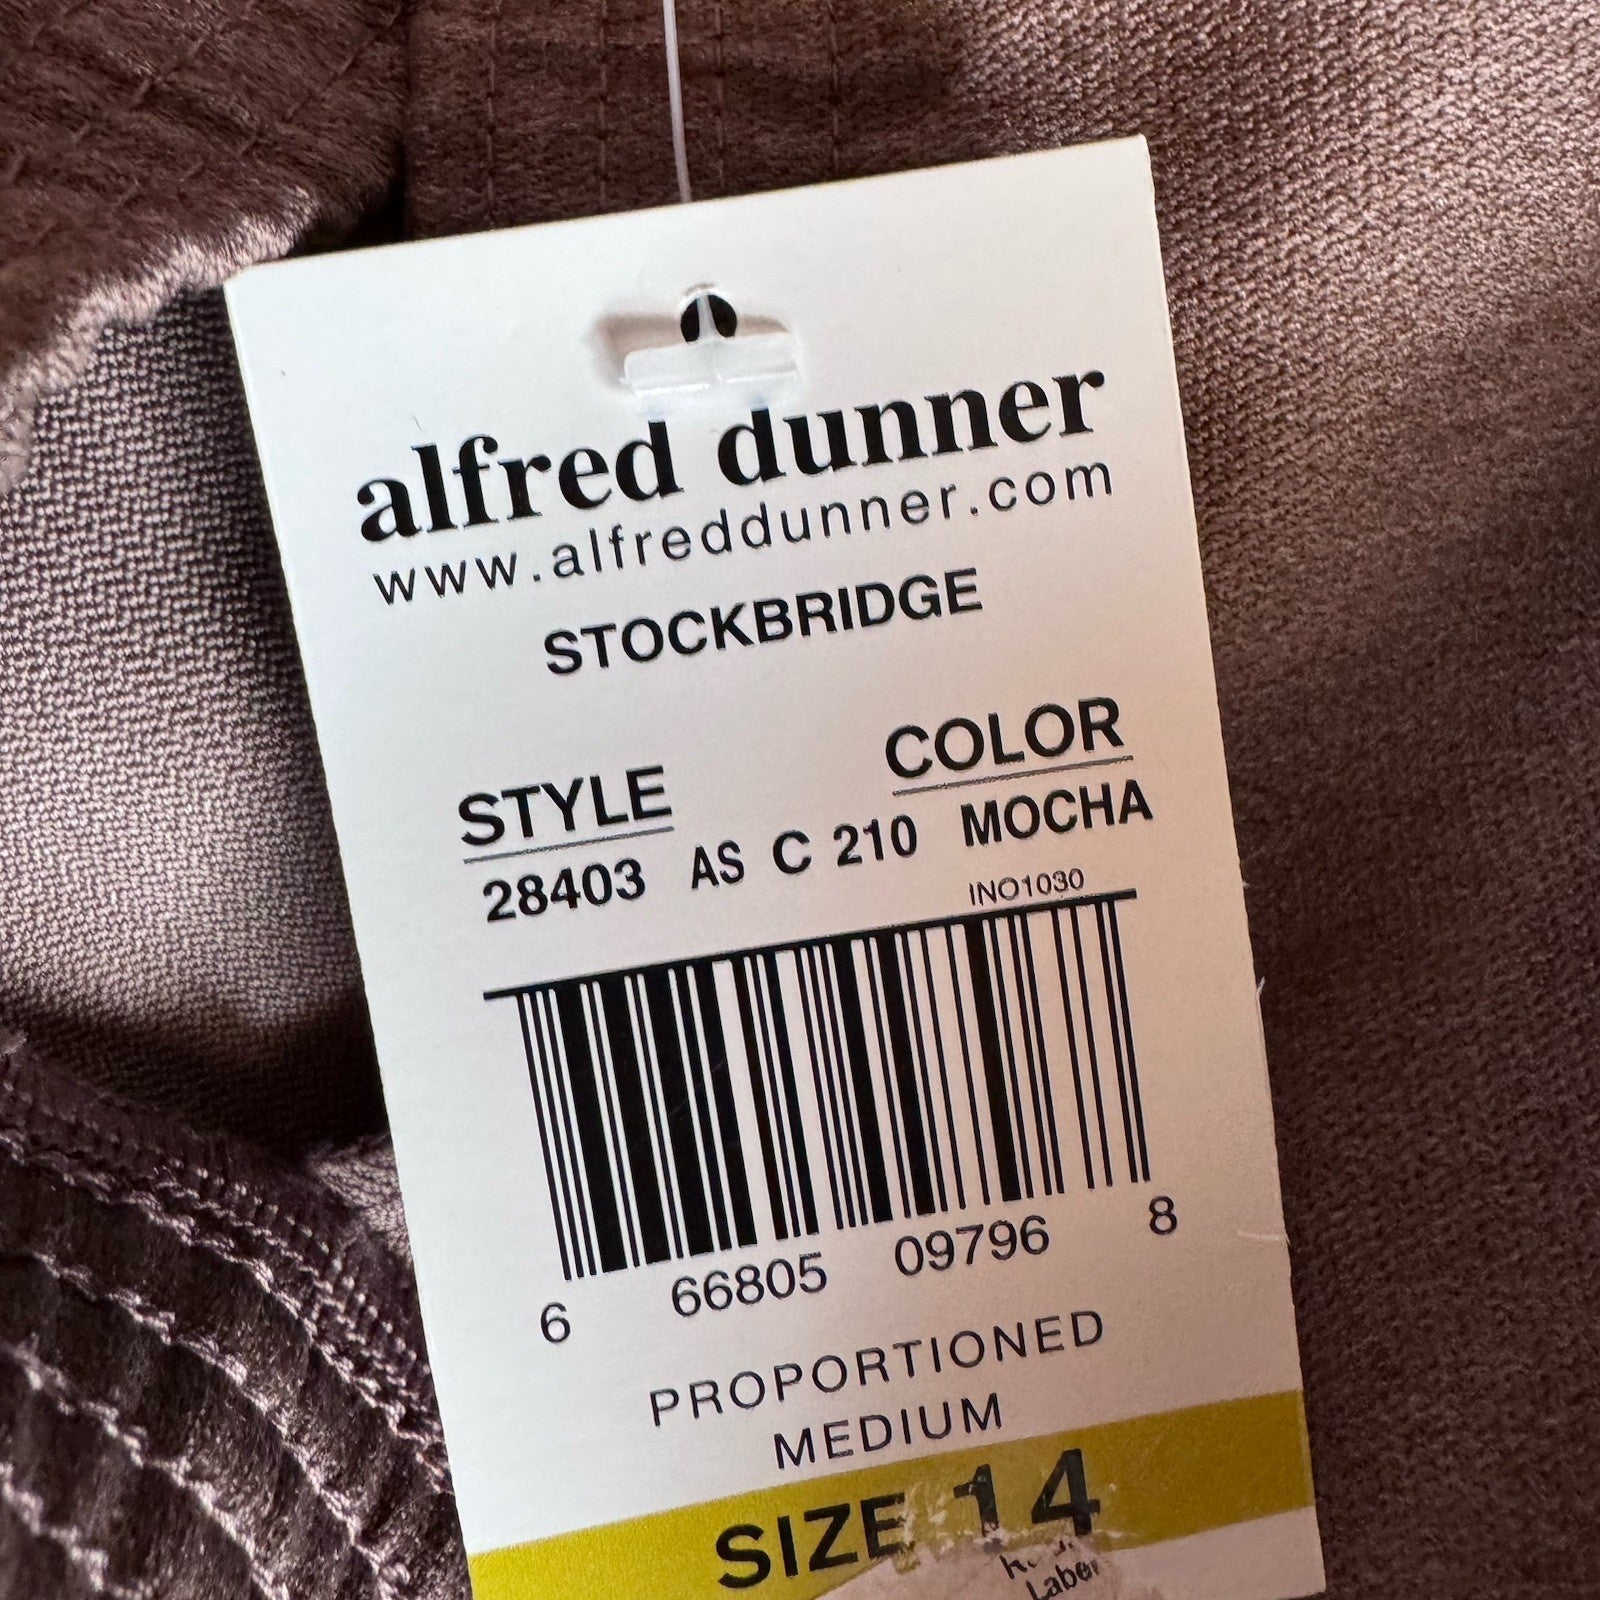 alfred dunner
www.alfreddunner.com
STOCKBRIDGE
STYLE COLOR
28403 AS C 210 MOCHA
INO1030
6 66805 09796 8
PROPORTIONED
MEDIUM
SIZE 14
Label